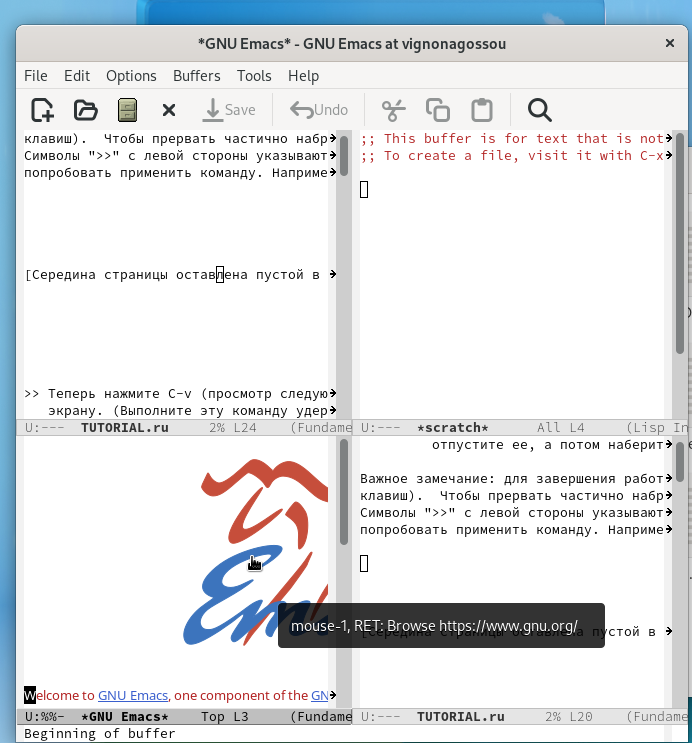 *GNU Emacs* - GNU Emacs at vignonagossou
File Edit Options Buffers Tools Help
Save Undo
клавиш).  Чтобы прервать частично набр
Символы ">>" с левой стороны указывают
попробовать применить команду. Наприме
[Середина страницы оставлена пустой в
>> Теперь нажмите C-v (просмотр следую
экрану. (Выполните эту команду удер
U:---  TUTORIAL.ru     2% L24    (Fundame
;; This buffer is for text that is not
;; To create a file, visit it with C-x
U:---  *scratch*      All L4     (Lisp In
Em
Welcome to GNU Emacs, one component of the GN
U:%%-  *GNU Emacs*    Top L3     (Fundame
отпустите ее, а потом наберит
Важное замечание: для завершения работ
клавиш).  Чтобы прервать частично набр
Символы ">>" с левой стороны указывают
попробовать применить команду. Наприме
mouse-1, RET: Browse https://www.gnu.org/
[Середина страницы оставлена пустой в
U:---  TUTORIAL.ru     2% L20    (Fundame
Beginning of buffer